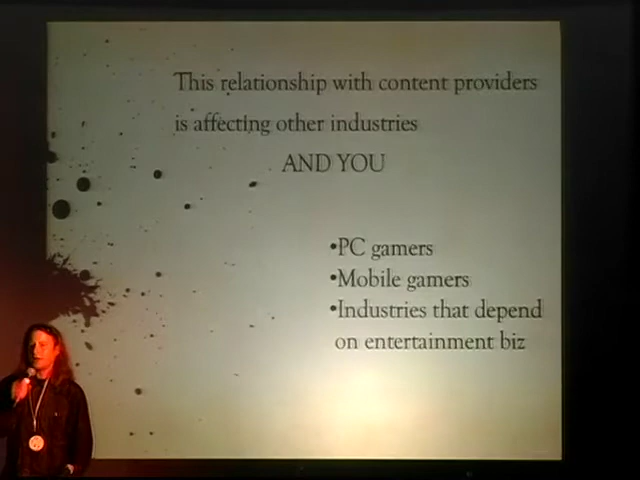 This relationship with content providers
is affecting other industries
AND YOU
•PC gamers
•Mobile gamers
•Industries that depend
on entertainment biz